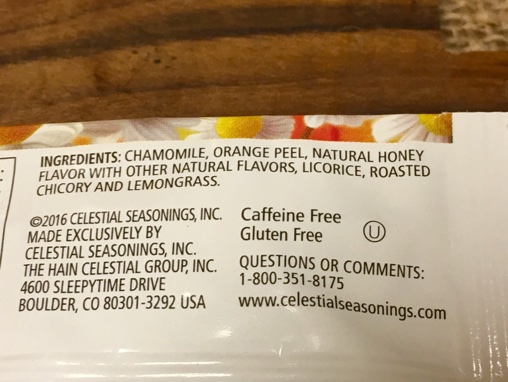 INGREDIENTS: CHAMOMILE, ORANGE PEEL, NATURAL HONEY
FLAVOR WITH OTHER NATURAL FLAVORS, LICORICE, ROASTED
CHICORY AND LEMONGRASS.
©2016 CELESTIAL SEASONINGS, INC.
MADE EXCLUSIVELY BY
CELESTIAL SEASONINGS, INC.
THE HAIN CELESTIAL GROUP, INC.
4600 SLEEPYTIME DRIVE
BOULDER, CO 80301-3292 USA
Caffeine Free
Gluten Free
U
QUESTIONS OR COMMENTS:
1-800-351-8175
www.celestialseasonings.com